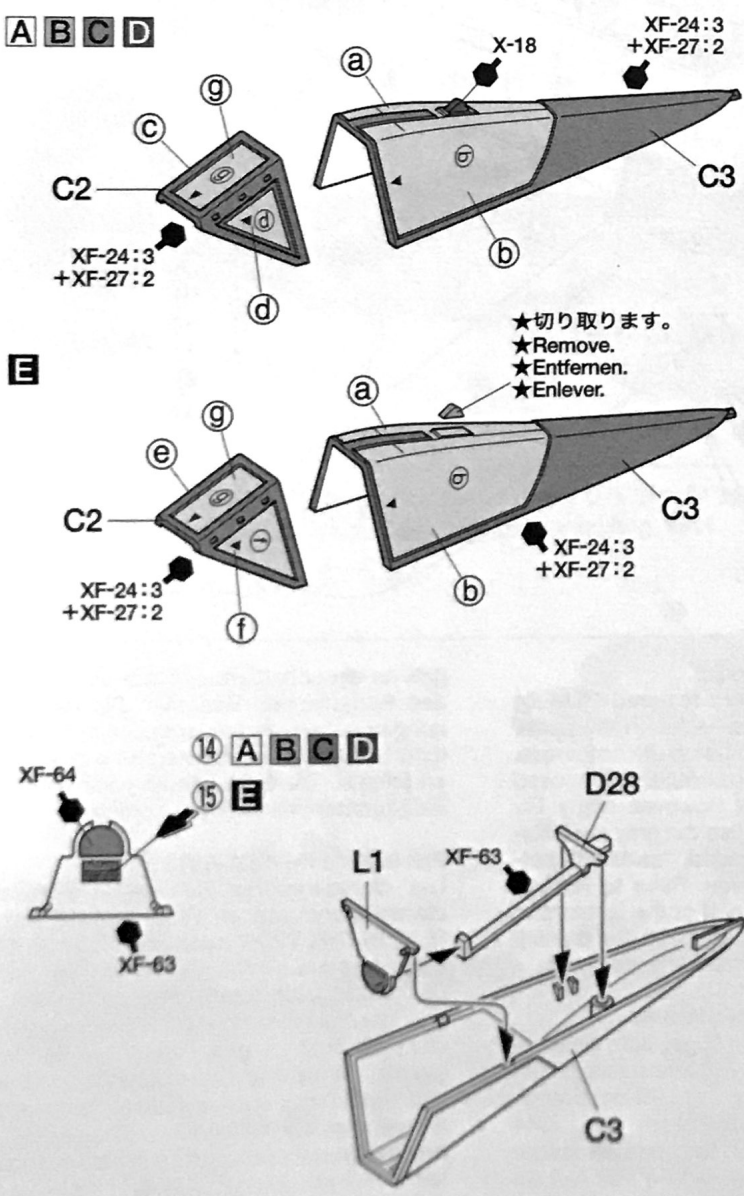 A B C D
XF-24:3
+XF-27:2
X-18
ⓐ
ⓖ
ⓒ
C2
C3
XF-24:3
+XF-27:2
ⓓ
ⓑ
★切り取ります。
★Remove.
★Entfernen.
★Enlever.
E
ⓐ
ⓖ
ⓔ
C2
C3
XF-24:3
+XF-27:2
XF-24:3
+XF-27:2
ⓑ
ⓕ
⑭ A B C D
⑮ E
XF-64
XF-63
D28
L1
XF-63
C3